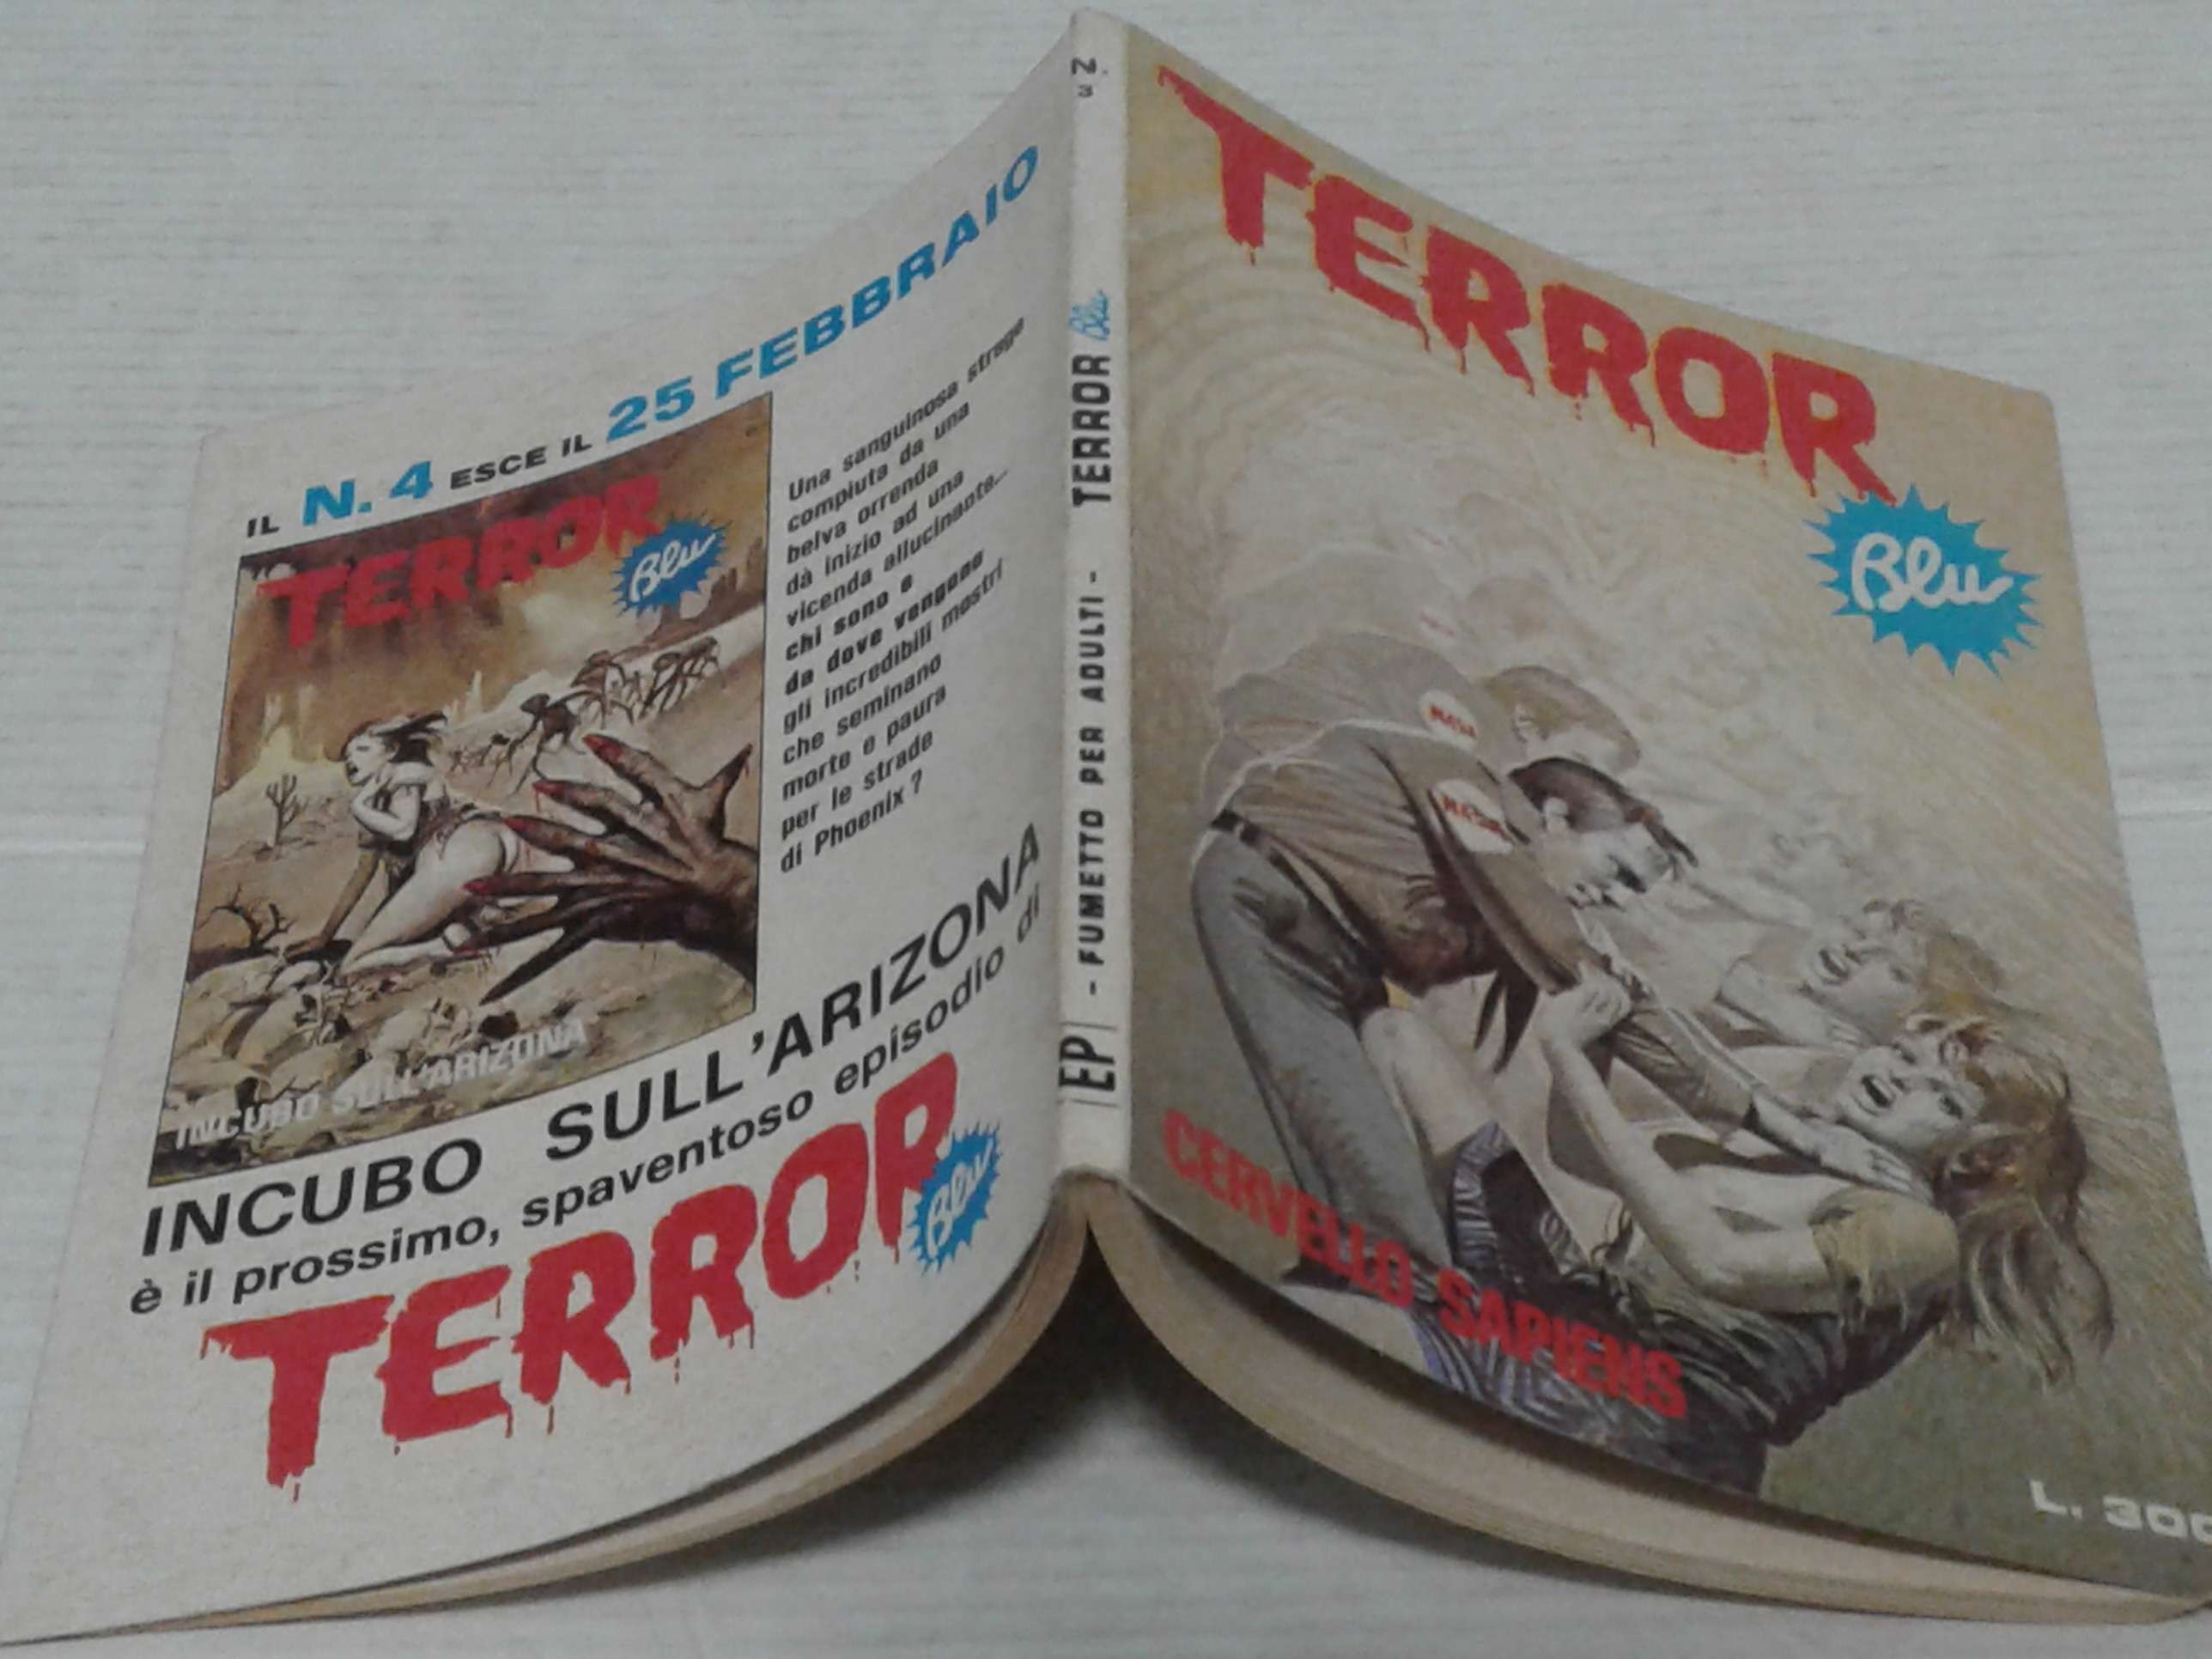 IL N. 4 ESCE IL 25 FEBBRAIO
TERROR
Blu
INCUBO SULL'ARIZONA
Una sanguinosa strage
compiuta da una
belva orrenda
dà inizio ad una
vicenda allucinante...
chi sono e
da dove vengono
gli incredibili mostri
che seminano
morte e paura
per le strade
di Phoenix ?
INCUBO SULL'ARIZONA
è il prossimo, spaventoso episodio di
TERROR
Blu
N. 3
TERROR Blu
- FUMETTO PER ADULTI -
EP
TERROR
Blu
NASA
NASA
CERVELLO SAPIENS
L. 300